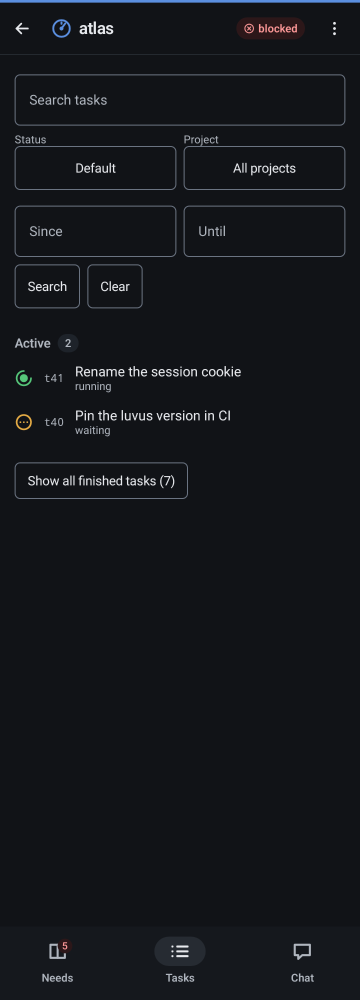 atlas
blocked
Search tasks
Status Project
Default All projects
Since Until
Search Clear
Active 2
t41 Rename the session cookie
running
t40 Pin the luvus version in CI
waiting
Show all finished tasks (7)
5
Needs Tasks Chat